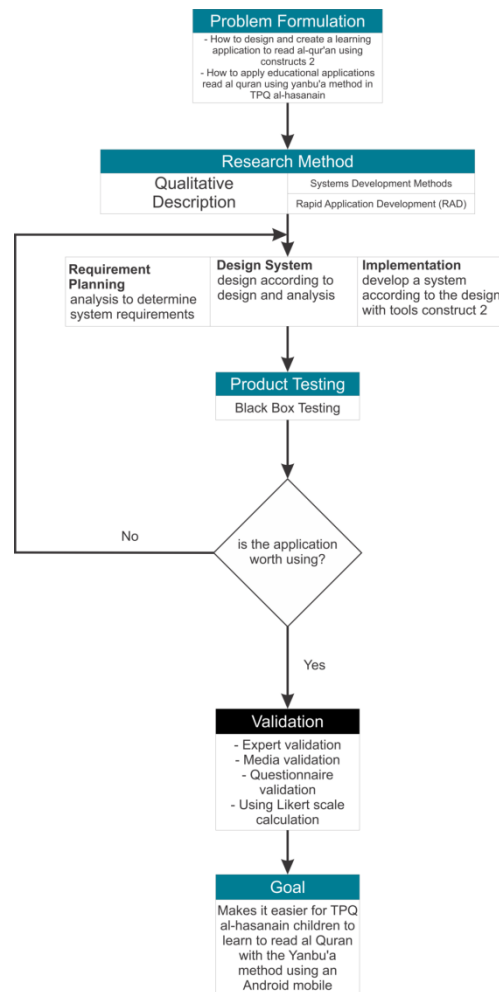 Problem Formulation
- How to design and create a learning
application to read al-qur'an using
constructs 2
- How to apply educational applications
read al quran using yanbu'a method in
TPQ al-hasanain
Research Method
Qualitative
Description
Systems Development Methods
Rapid Application Development (RAD)
Requirement
Planning
analysis to determine
system requirements
Design System
design according to
design and analysis
Implementation
develop a system
according to the design
with tools construct 2
Product Testing
Black Box Testing
is the application
worth using?
No
Yes
Validation
- Expert validation
- Media validation
- Questionnaire
validation
- Using Likert scale
calculation
Goal
Makes it easier for TPQ
al-hasanain children to
learn to read al Quran
with the Yanbu'a
method using an
Android mobile